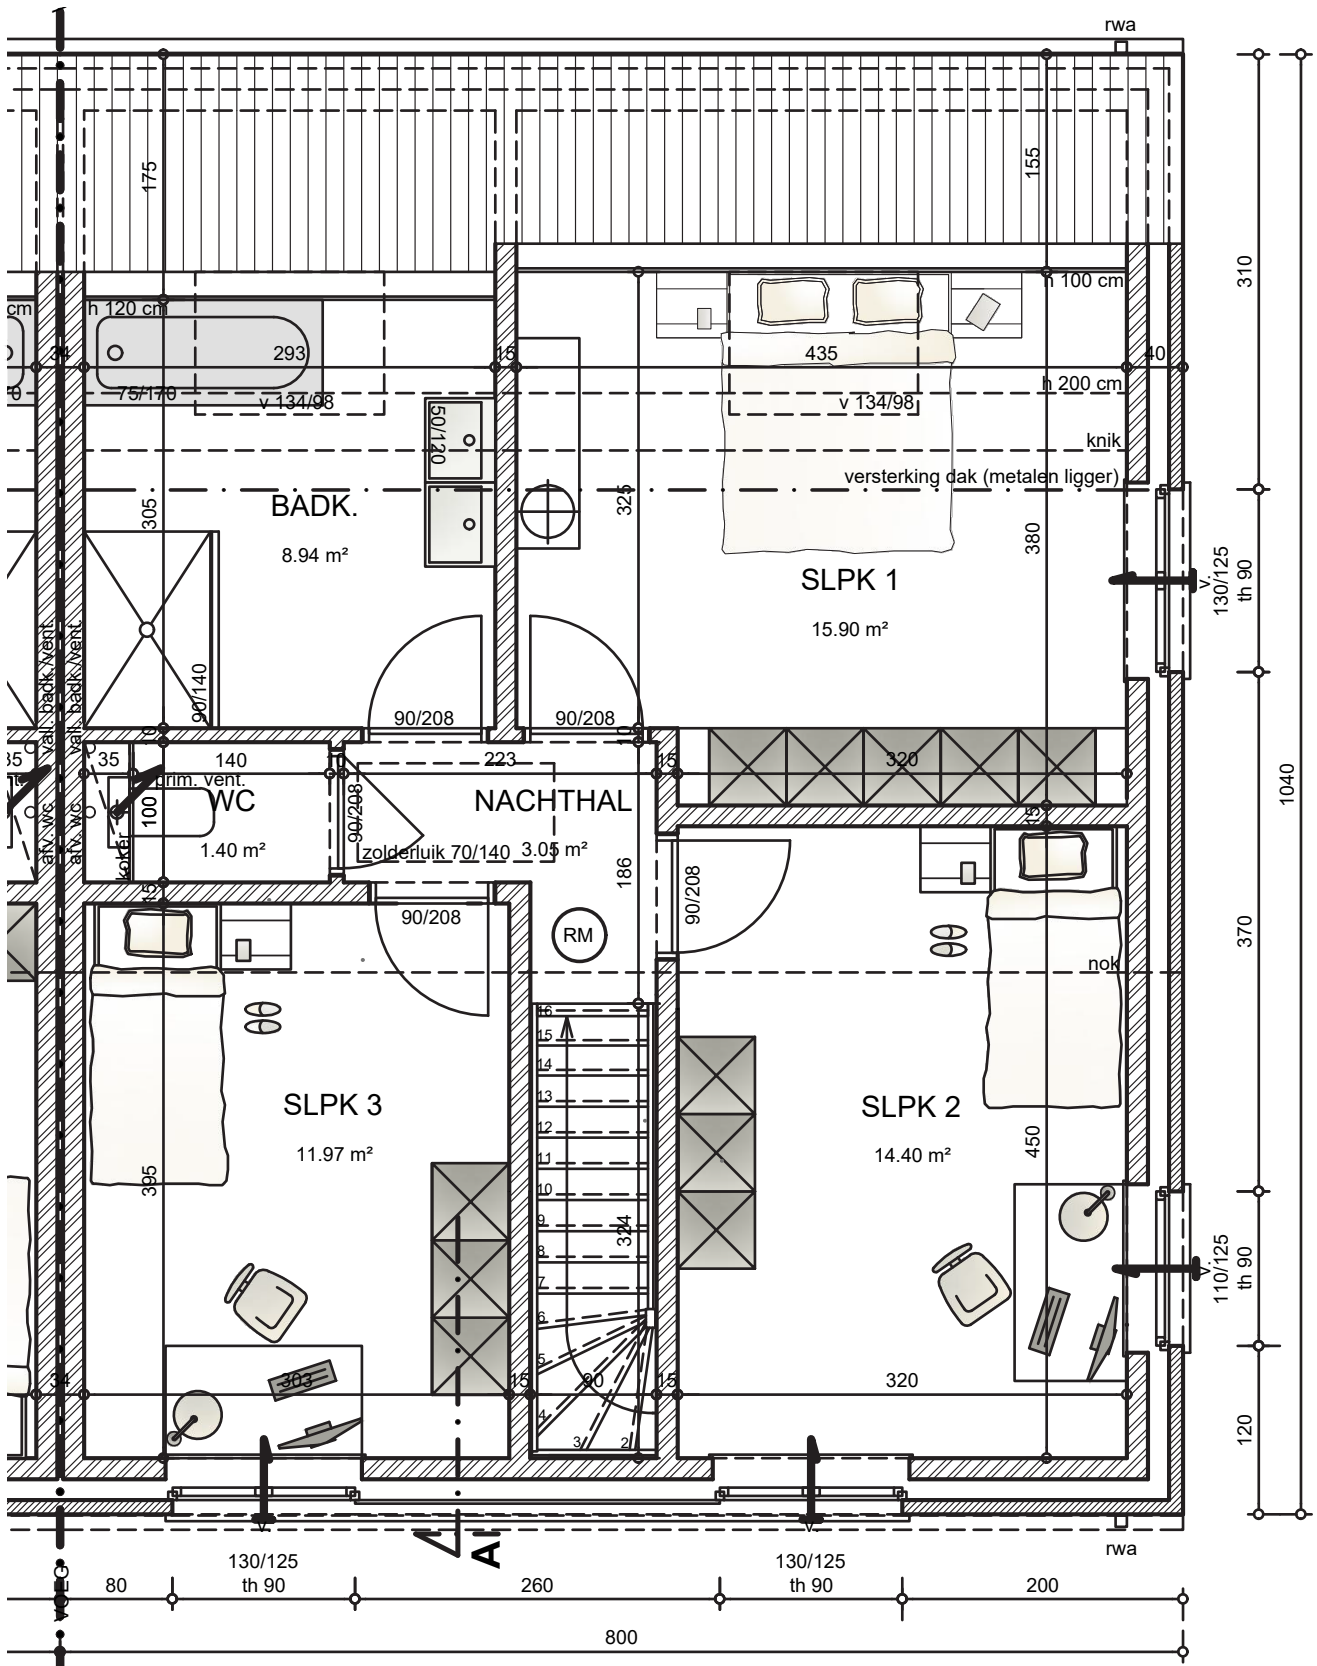 rwa
175
155
310
cm
h 120 cm
h 100 cm
34
293
15
435
40
75/170
v 134/98
v 134/98
h 200 cm
50/120
knik
versterking dak (metalen ligger)
BADK.
8.94 m²
305
325
380
SLPK 1
15.90 m²
v.
130/125
th 90
afv. wc vall. badk./vent.
afv. wc vall. badk./vent.
90/140
90/208
90/208
10
10
35
35
140
223
15
320
prim. vent.
WC
100
1.40 m²
koker
90/208
NACHTHAL
zolderluik 70/140
3.05 m²
186
15
15
1040
90/208
90/208
RM
nok
370
16
15
14
13
12
11
10
9
8
7
6
5
4
3
2
SLPK 3
11.97 m²
395
324
SLPK 2
14.40 m²
450
v.
110/125
th 90
34
303
15
90
15
320
120
A
rwa
VOEG
80
130/125
th 90
260
130/125
th 90
200
800